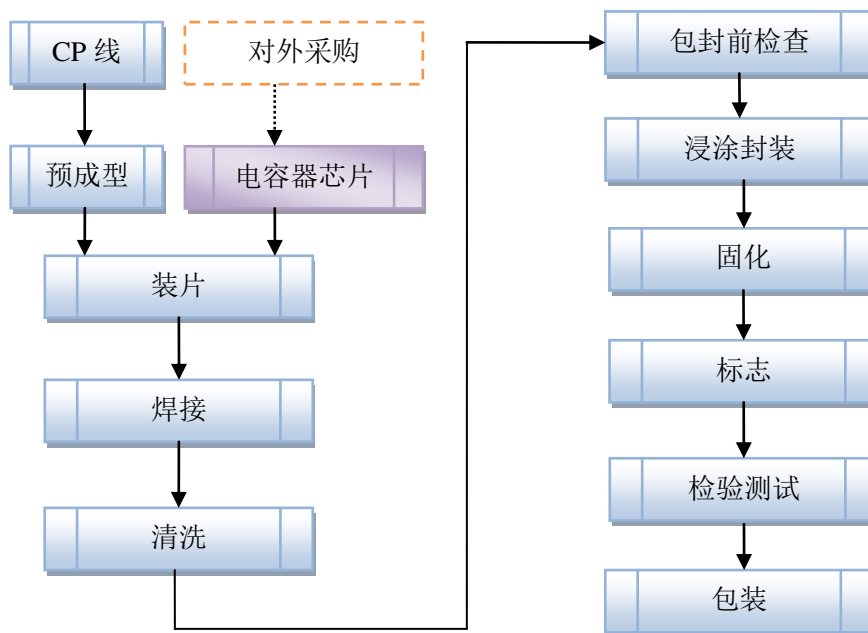 CP 线
对外采购
预成型
电容器芯片
装片
焊接
清洗
包封前检查
浸涂封装
固化
标志
检验测试
包装